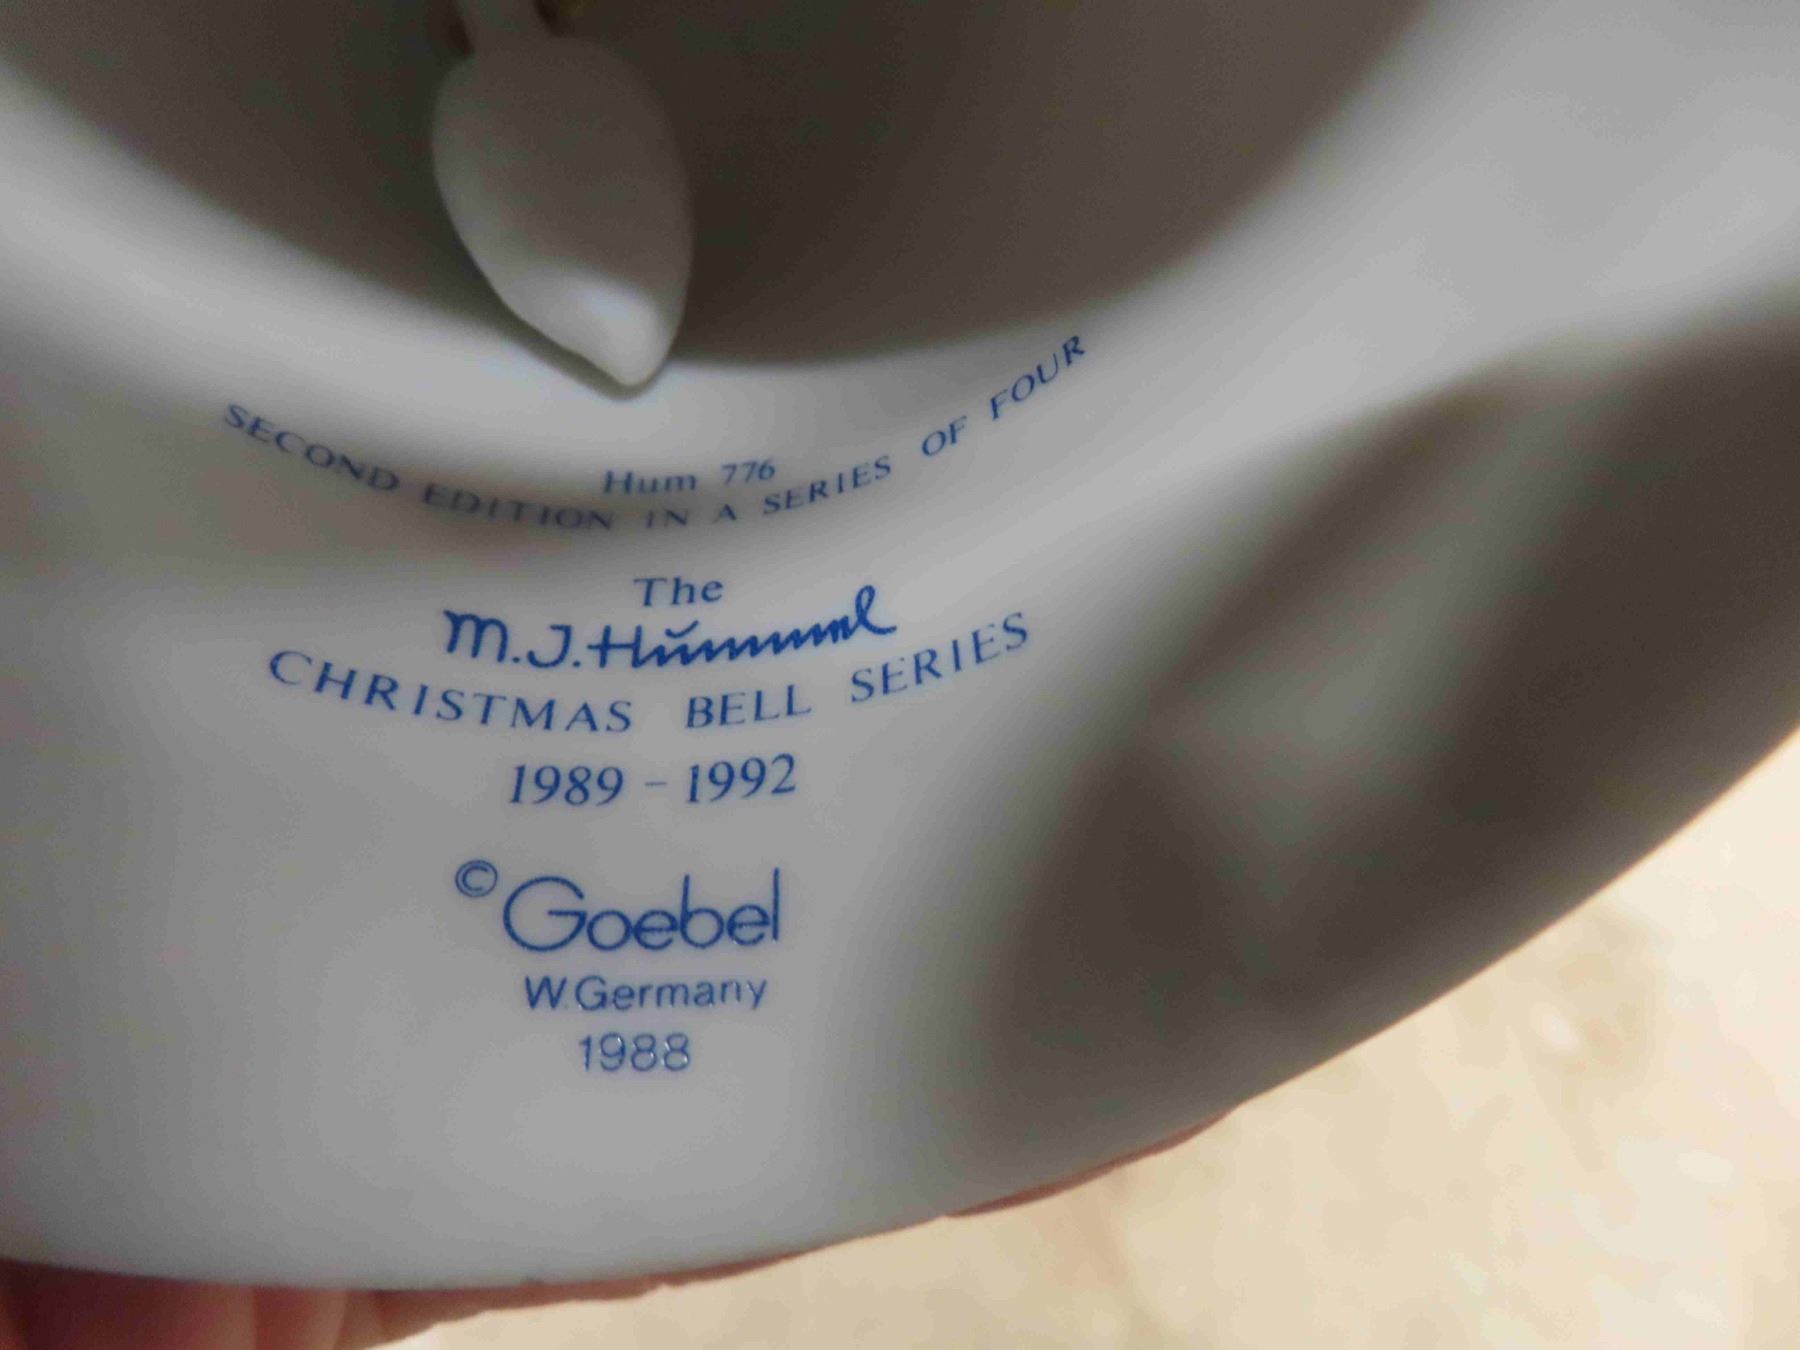 Hum 776
SECOND EDITION IN A SERIES OF FOUR
The
M.J.Hummel
CHRISTMAS BELL SERIES
1989 - 1992
© Goebel
W.Germany
1988